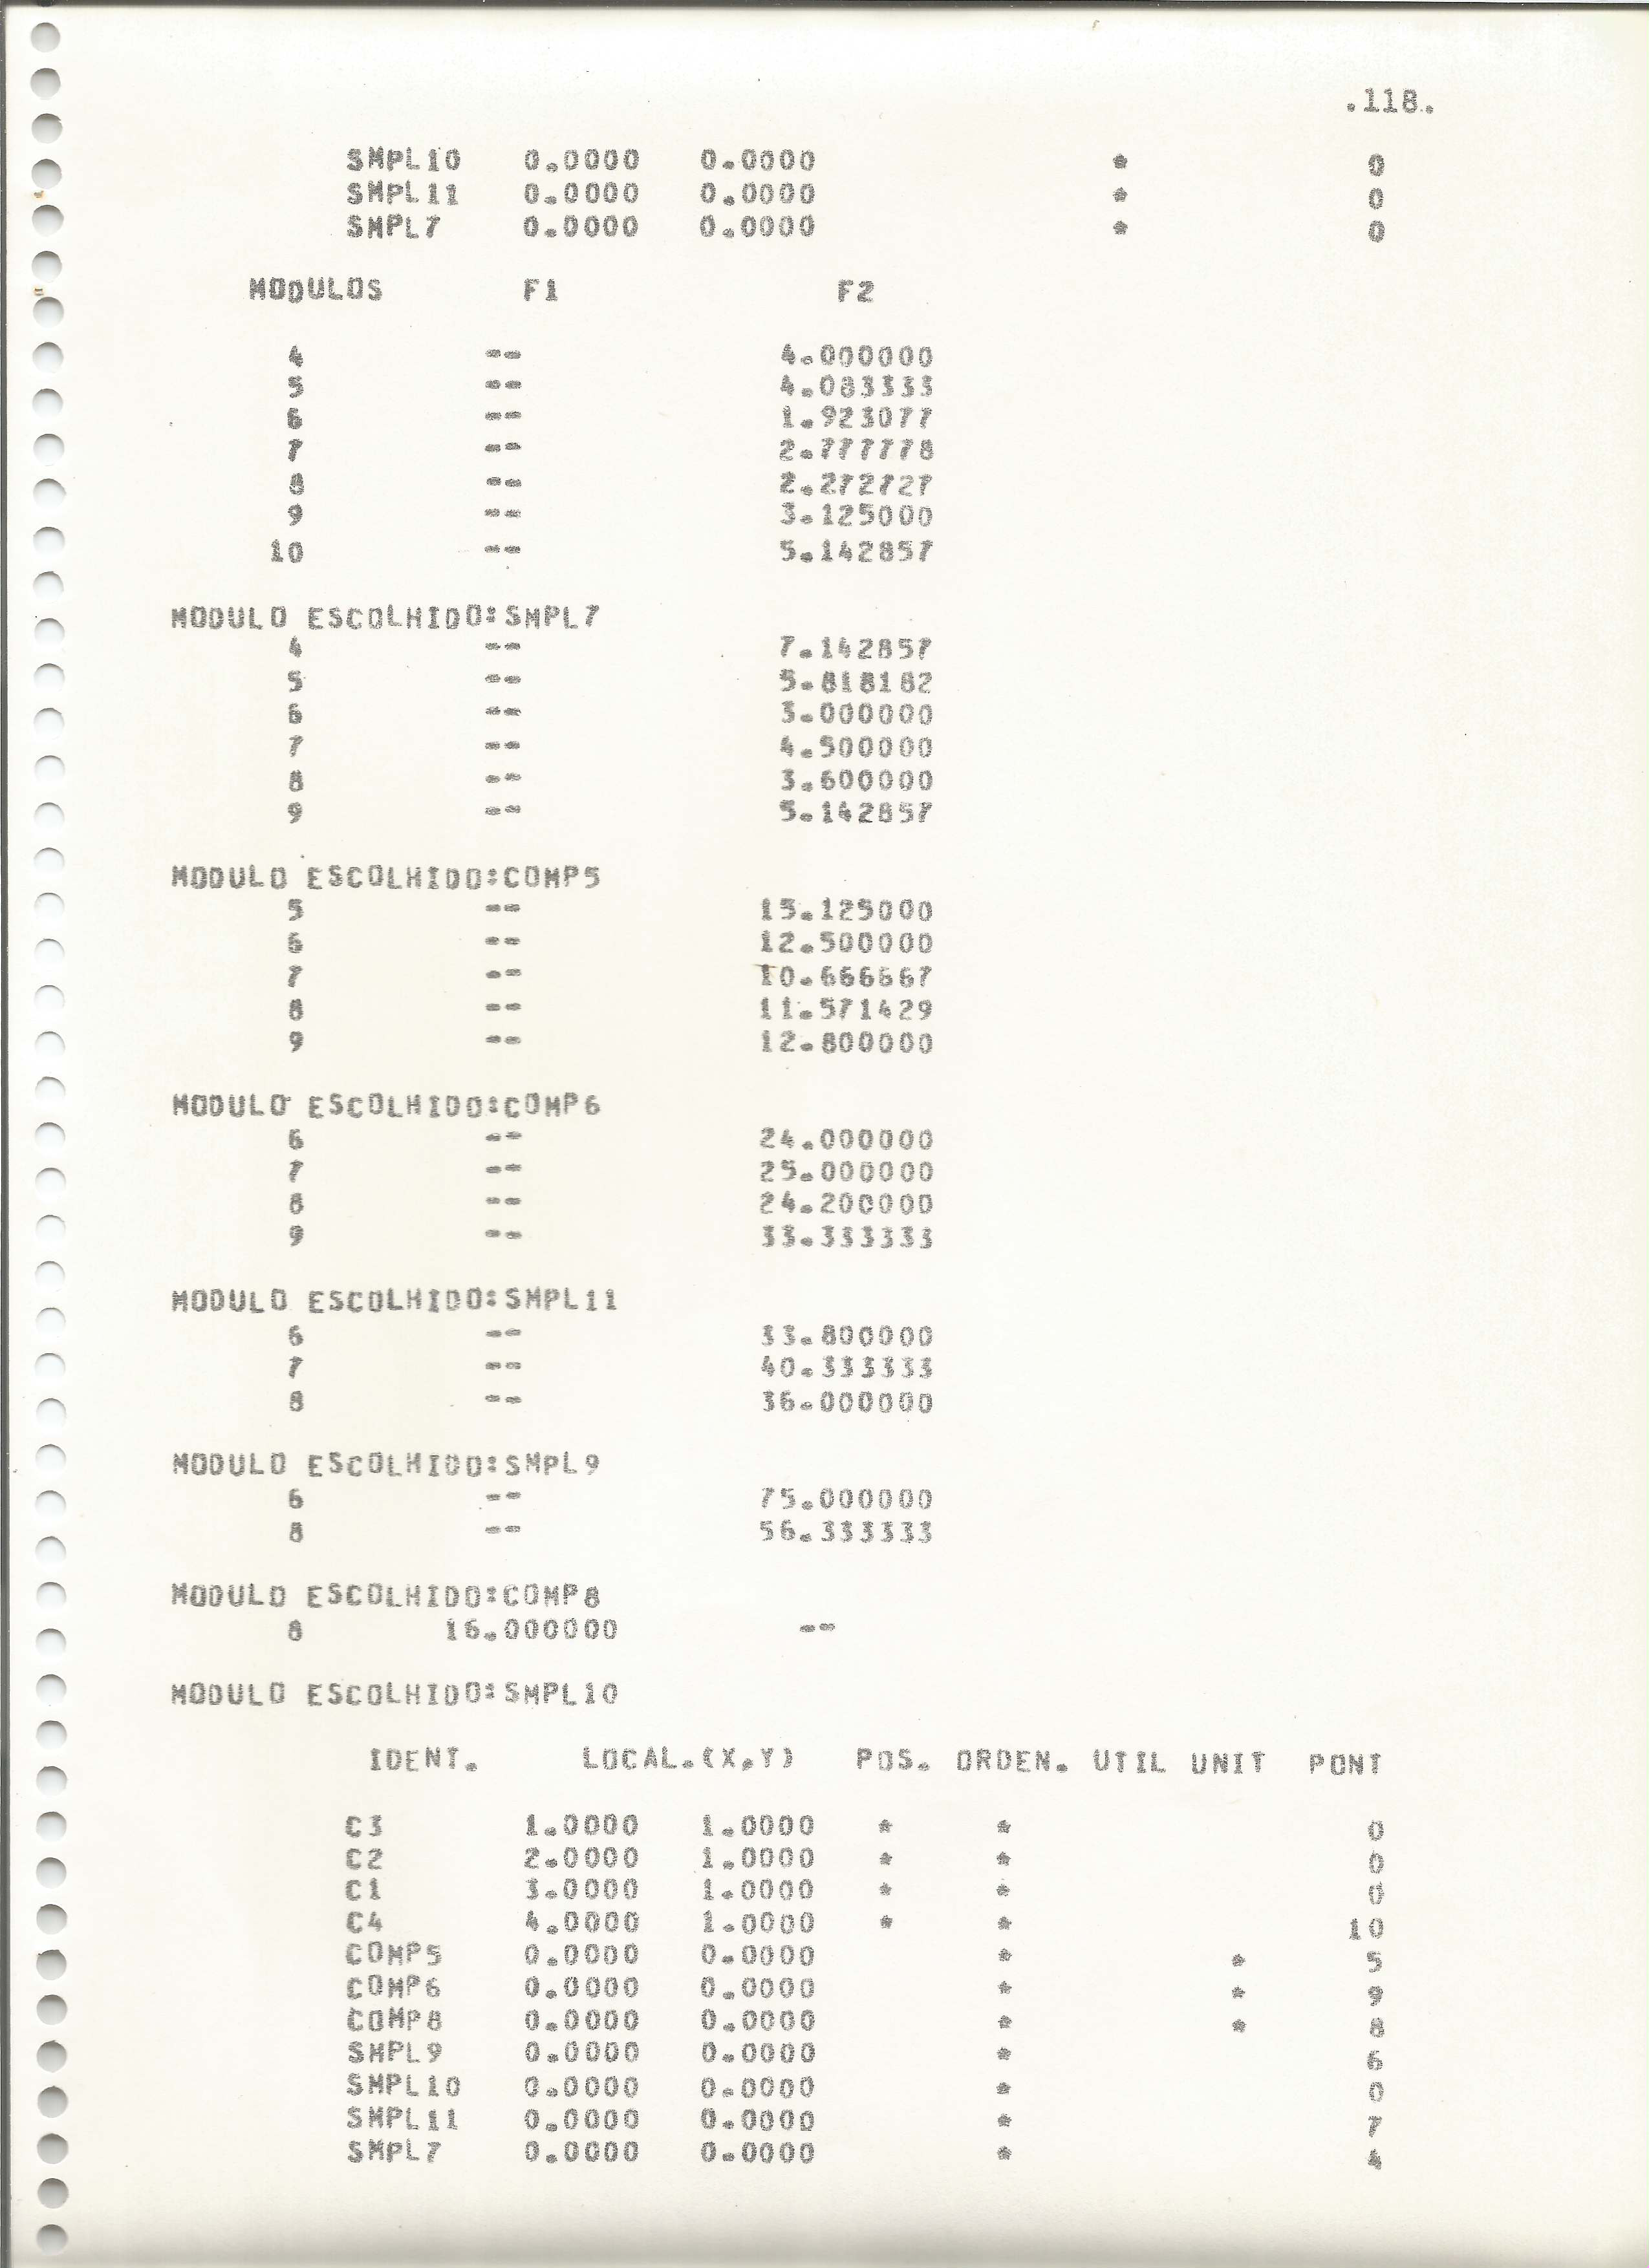 .118.
SMPL10 0.0000 0.0000 * 0
SMPL11 0.0000 0.0000 * 0
SMPL7 0.0000 0.0000 * 0
MODULOS F1 F2
4 -- 4.000000
5 -- 4.083333
6 -- 1.923077
7 -- 2.777778
8 -- 2.272727
9 -- 3.125000
10 -- 5.142857
MODULO ESCOLHIDO:SMPL7
4 -- 7.142857
5 -- 5.818182
6 -- 3.000000
7 -- 4.500000
8 -- 3.600000
9 -- 5.142857
MODULO ESCOLHIDO:COMP5
5 -- 15.125000
6 -- 12.500000
7 -- 10.666667
8 -- 11.571429
9 -- 12.800000
MODULO ESCOLHIDO:COMP6
6 -- 24.000000
7 -- 25.000000
8 -- 24.200000
9 -- 33.333333
MODULO ESCOLHIDO:SMPL11
6 -- 33.800000
7 -- 40.333333
8 -- 36.000000
MODULO ESCOLHIDO:SMPL9
6 -- 75.000000
8 -- 56.333333
MODULO ESCOLHIDO:COMP8
8 16.000000 --
MODULO ESCOLHIDO:SMPL10
IDENT. LOCAL.(X,Y) POS. ORDEN. UTIL UNIT PONT
C3 1.0000 1.0000 * * 0
C2 2.0000 1.0000 * * 0
C1 3.0000 1.0000 * * 0
C4 4.0000 1.0000 * * 10
COMP5 0.0000 0.0000 * * 5
COMP6 0.0000 0.0000 * * 9
COMP8 0.0000 0.0000 * * 8
SMPL9 0.0000 0.0000 * 6
SMPL10 0.0000 0.0000 * 0
SMPL11 0.0000 0.0000 * 7
SMPL7 0.0000 0.0000 * 4